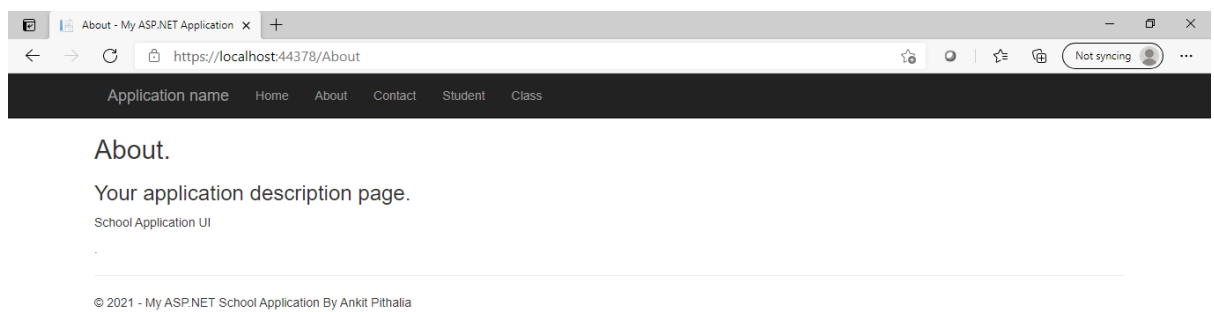 About - My ASP.NET Application
https://localhost:44378/About
Not syncing
Application name Home About Contact Student Class
About.
Your application description page.
School Application UI
.
© 2021 - My ASP.NET School Application By Ankit Pithalia